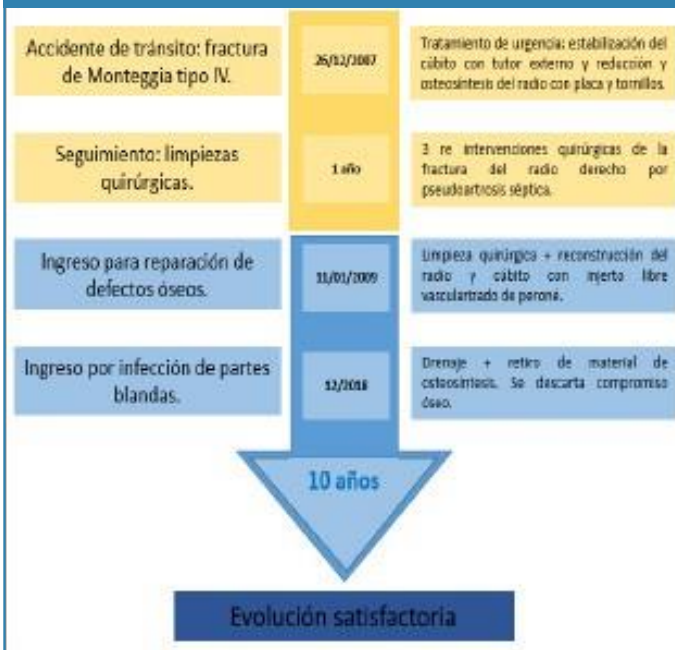 Accidente de tránsito: fractura
de Monteggia tipo IV.
26/12/2007
Tratamiento de urgencia: estabilización del
cúbito con tutor externo y reducción y
osteosíntesis del radio con placa y tornillos.
Seguimiento: limpiezas
quirúrgicas.
1 año
3 re intervenciones quirúrgicas de la
fractura del radio derecho por
pseudoartrosis séptica.
Ingreso para reparación de
defectos óseos.
11/01/2009
Limpieza quirúrgica + reconstrucción del
radio y cúbito con injerto libre
vascularizado de peroné.
Ingreso por infección de partes
blandas.
12/2018
Drenaje + retiro de material de
osteosíntesis. Se descarta compromiso
óseo.
10 años
Evolución satisfactoria